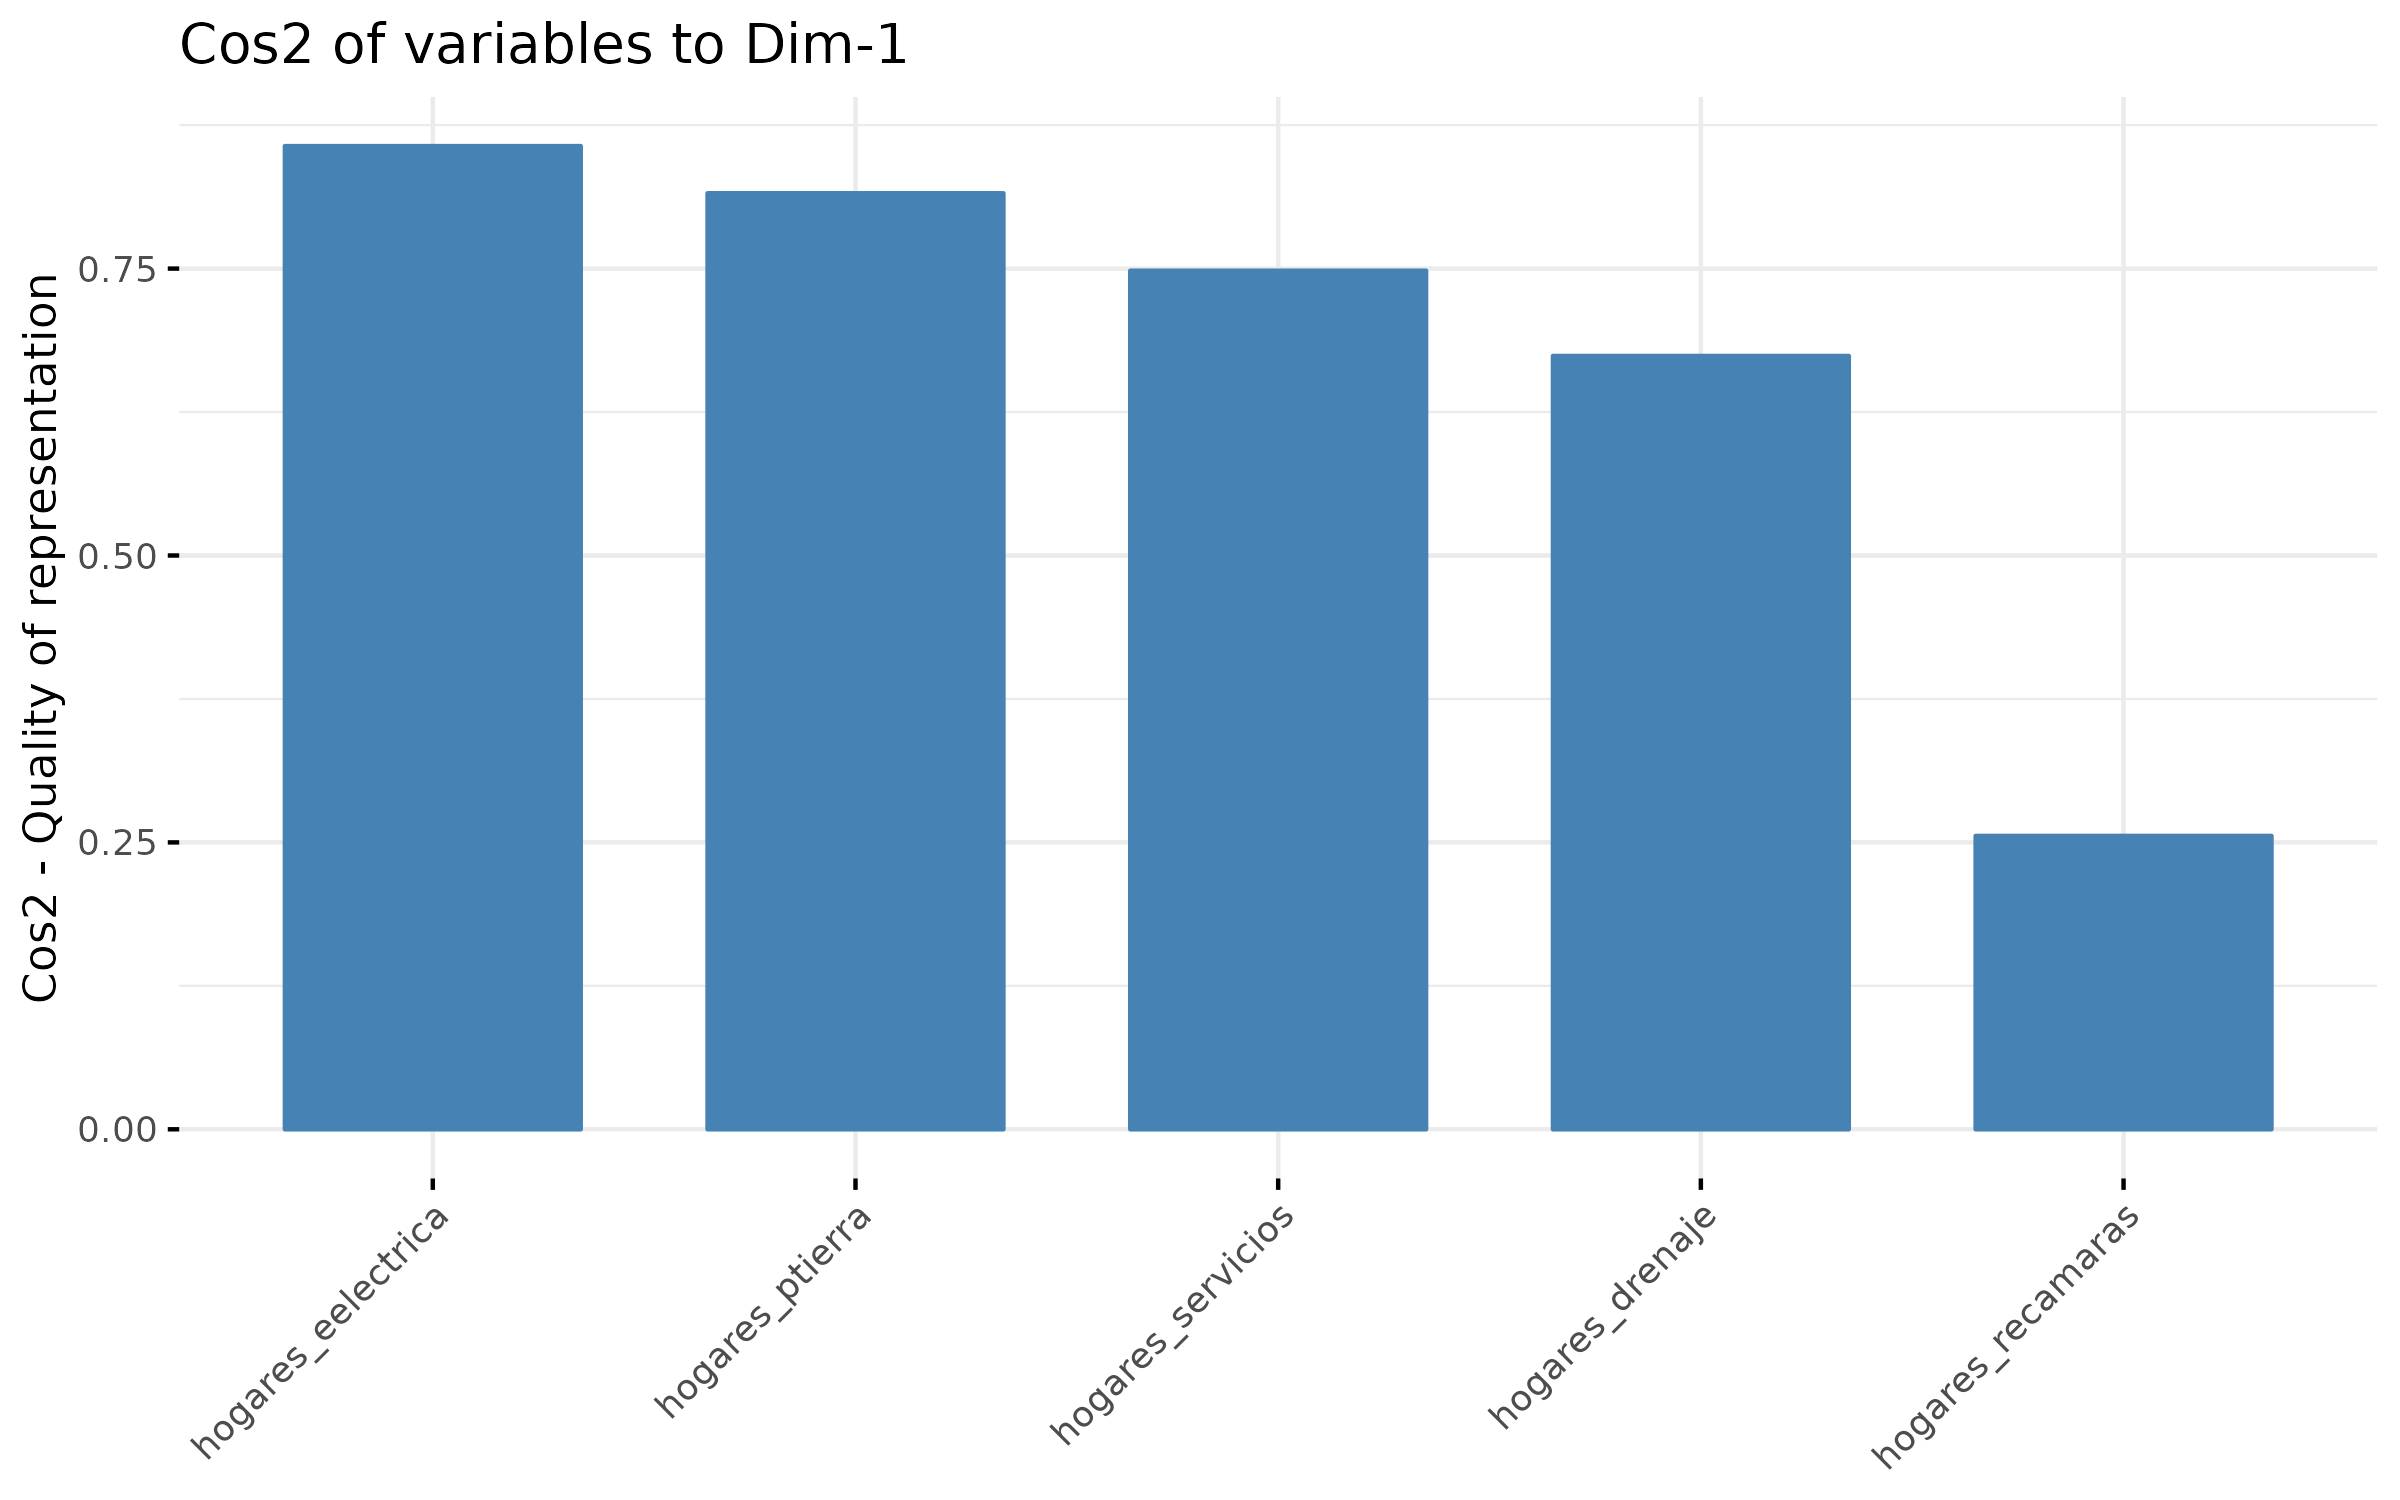 Cos2 of variables to Dim-1
Cos2 - Quality of representation
0.75
0.50
0.25
0.00
hogares_eelectrica
hogares_ptierra
hogares_servicios
hogares_drenaje
hogares_recamaras